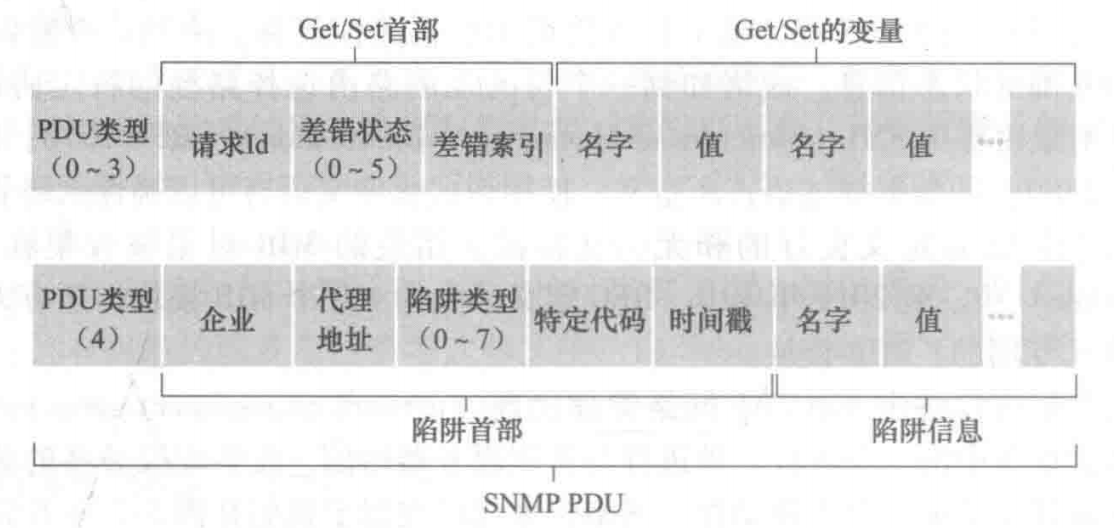 Get/Set首部
Get/Set的变量
PDU类型
（0~3）
请求Id
差错状态
（0~5）
差错索引
名字
值
名字
值
…
PDU类型
（4）
企业
代理
地址
陷阱类型
（0~7）
特定代码
时间戳
名字
值
…
陷阱首部
陷阱信息
SNMP PDU